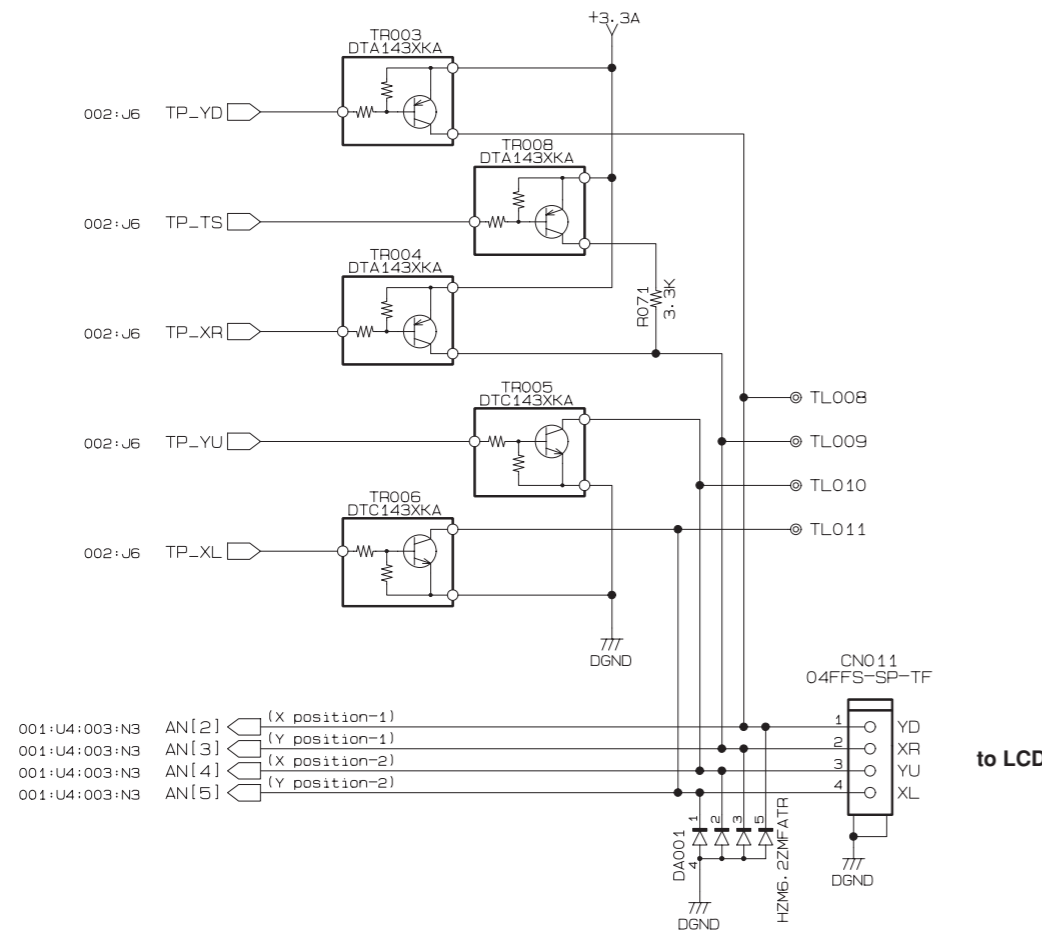 +3.3A
TR003
DTA143XKA
002:J6 TP_YD
TR008
DTA143XKA
002:J6 TP_TS
TR004
DTA143XKA
R071
3.3K
002:J6 TP_XR
TR005
DTC143XKA
TL008
TL009
002:J6 TP_YU
TL010
TR006
DTC143XKA
TL011
002:J6 TP_XL
DGND
CN011
04FFS-SP-TF
001:U4:003:N3 AN[2] (X position-1) 1 YD
001:U4:003:N3 AN[3] (Y position-1) 2 XR
001:U4:003:N3 AN[4] (X position-2) 3 YU
001:U4:003:N3 AN[5] (Y position-2) 4 XL
to LCD
DA001
1 2 3 5
4
HZM6.2ZMFATR
DGND
DGND